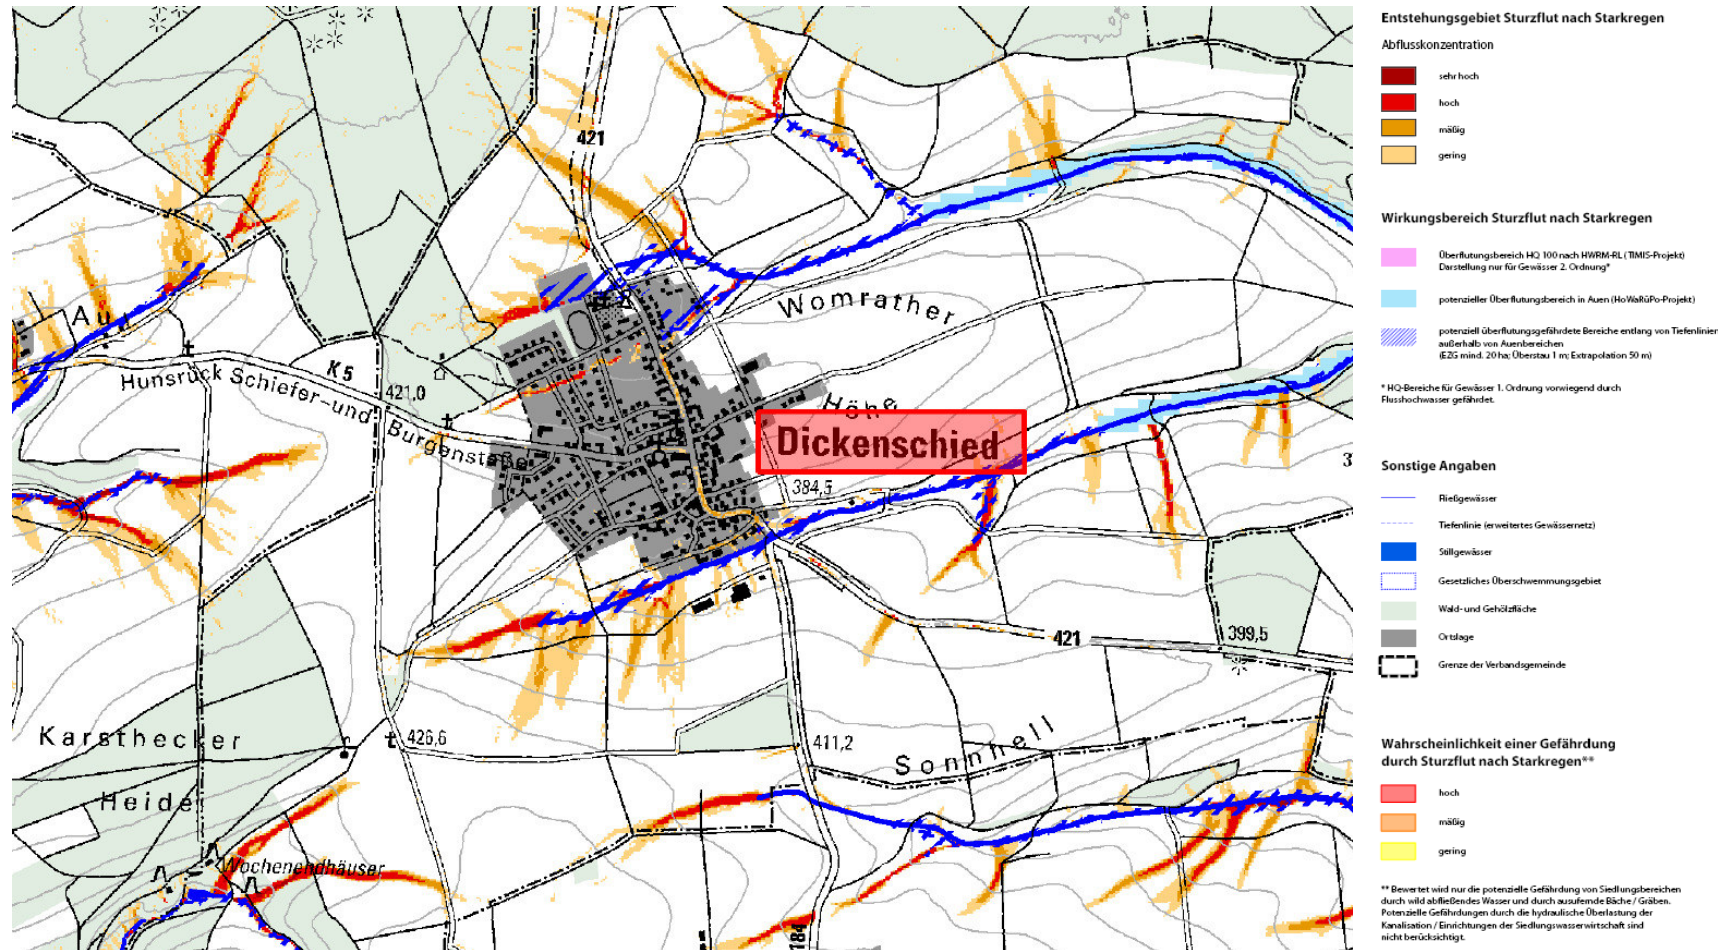 421
Womrather
Au
K5
421,0
Hunsrück Schiefer-und Burgenstaße
Höhe
Dickenschied
384,5
3
421
399,5
Karsthecker
Heide
426,6
411,2
Sonnhell
Wochenendhäuser
184
Entstehungsgebiet Sturzflut nach Starkregen
Abflusskonzentration
sehr hoch
hoch
mäßig
gering
Wirkungsbereich Sturzflut nach Starkregen
Überflutungsbereich HQ 100 nach HWRM-RL (TIMIS-Projekt)
Darstellung nur für Gewässer 2. Ordnung*
potenzieller Überflutungsbereich in Auen (HoWaRüPo-Projekt)
potenziell überflutungsgefährdete Bereiche entlang von Tiefenlinien
außerhalb von Auenbereichen
(EZG mind. 20 ha; Überstau 1 m; Extrapolation 50 m)
* HQ-Bereiche für Gewässer 1. Ordnung vorwiegend durch
Flusshochwasser gefährdet.
Sonstige Angaben
Fließgewässer
Tiefenlinie (erweitertes Gewässernetz)
Stillgewässer
Gesetzliches Überschwemmungsgebiet
Wald- und Gehölzfläche
Ortslage
Grenze der Verbandsgemeinde
Wahrscheinlichkeit einer Gefährdung
durch Sturzflut nach Starkregen**
hoch
mäßig
gering
** Bewertet wird nur die potenzielle Gefährdung von Siedlungsbereichen
durch wild abfließendes Wasser und durch ausufernde Bäche / Gräben.
Potenzielle Gefährdungen durch die hydraulische Überlastung der
Kanalisation / Einrichtungen der Siedlungswasserwirtschaft sind
nicht berücksichtigt.